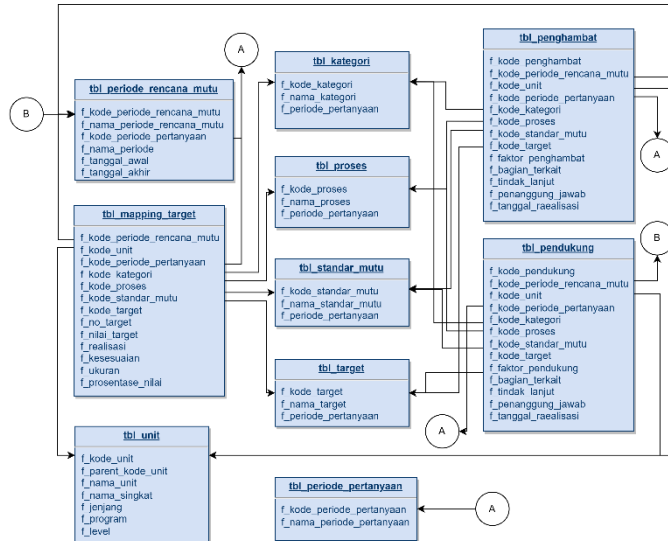 A
B
tbl_periode_rencana_mutu
f_kode_periode_rencana_mutu
f_nama_periode_rencana_mutu
f_kode_periode_pertanyaan
f_nama_periode
f_tanggal_awal
f_tanggal_akhir
tbl_mapping_target
f_kode_periode_rencana_mutu
f_kode_unit
f_kode_periode_pertanyaan
f_kode_kategori
f_kode_proses
f_kode_standar_mutu
f_kode_target
f_no_target
f_nilai_target
f_realisasi
f_kesesuaian
f_ukuran
f_prosentase_nilai
tbl_unit
f_kode_unit
f_parent_kode_unit
f_nama_unit
f_nama_singkat
f_jenjang
f_program
f_level
tbl_kategori
f_kode_kategori
f_nama_kategori
f_periode_pertanyaan
tbl_proses
f_kode_proses
f_nama_proses
f_periode_pertanyaan
tbl_standar_mutu
f_kode_standar_mutu
f_nama_standar_mutu
f_periode_pertanyaan
tbl_target
f_kode_target
f_nama_target
f_periode_pertanyaan
tbl_periode_pertanyaan
f_kode_periode_pertanyaan
f_nama_periode_pertanyaan
A
tbl_penghambat
f_kode_penghambat
f_kode_periode_rencana_mutu
f_kode_unit
f_kode_periode_pertanyaan
f_kode_kategori
f_kode_proses
f_kode_standar_mutu
f_kode_target
f_faktor_penghambat
f_bagian_terkait
f_tindak_lanjut
f_penanggung_jawab
f_tanggal_raealisasi
A
tbl_pendukung
f_kode_pendukung
f_kode_periode_rencana_mutu
f_kode_unit
f_kode_periode_pertanyaan
f_kode_kategori
f_kode_proses
f_kode_standar_mutu
f_kode_target
f_faktor_pendukung
f_bagian_terkait
f_tindak_lanjut
f_penanggung_jawab
f_tanggal_raealisasi
B
A